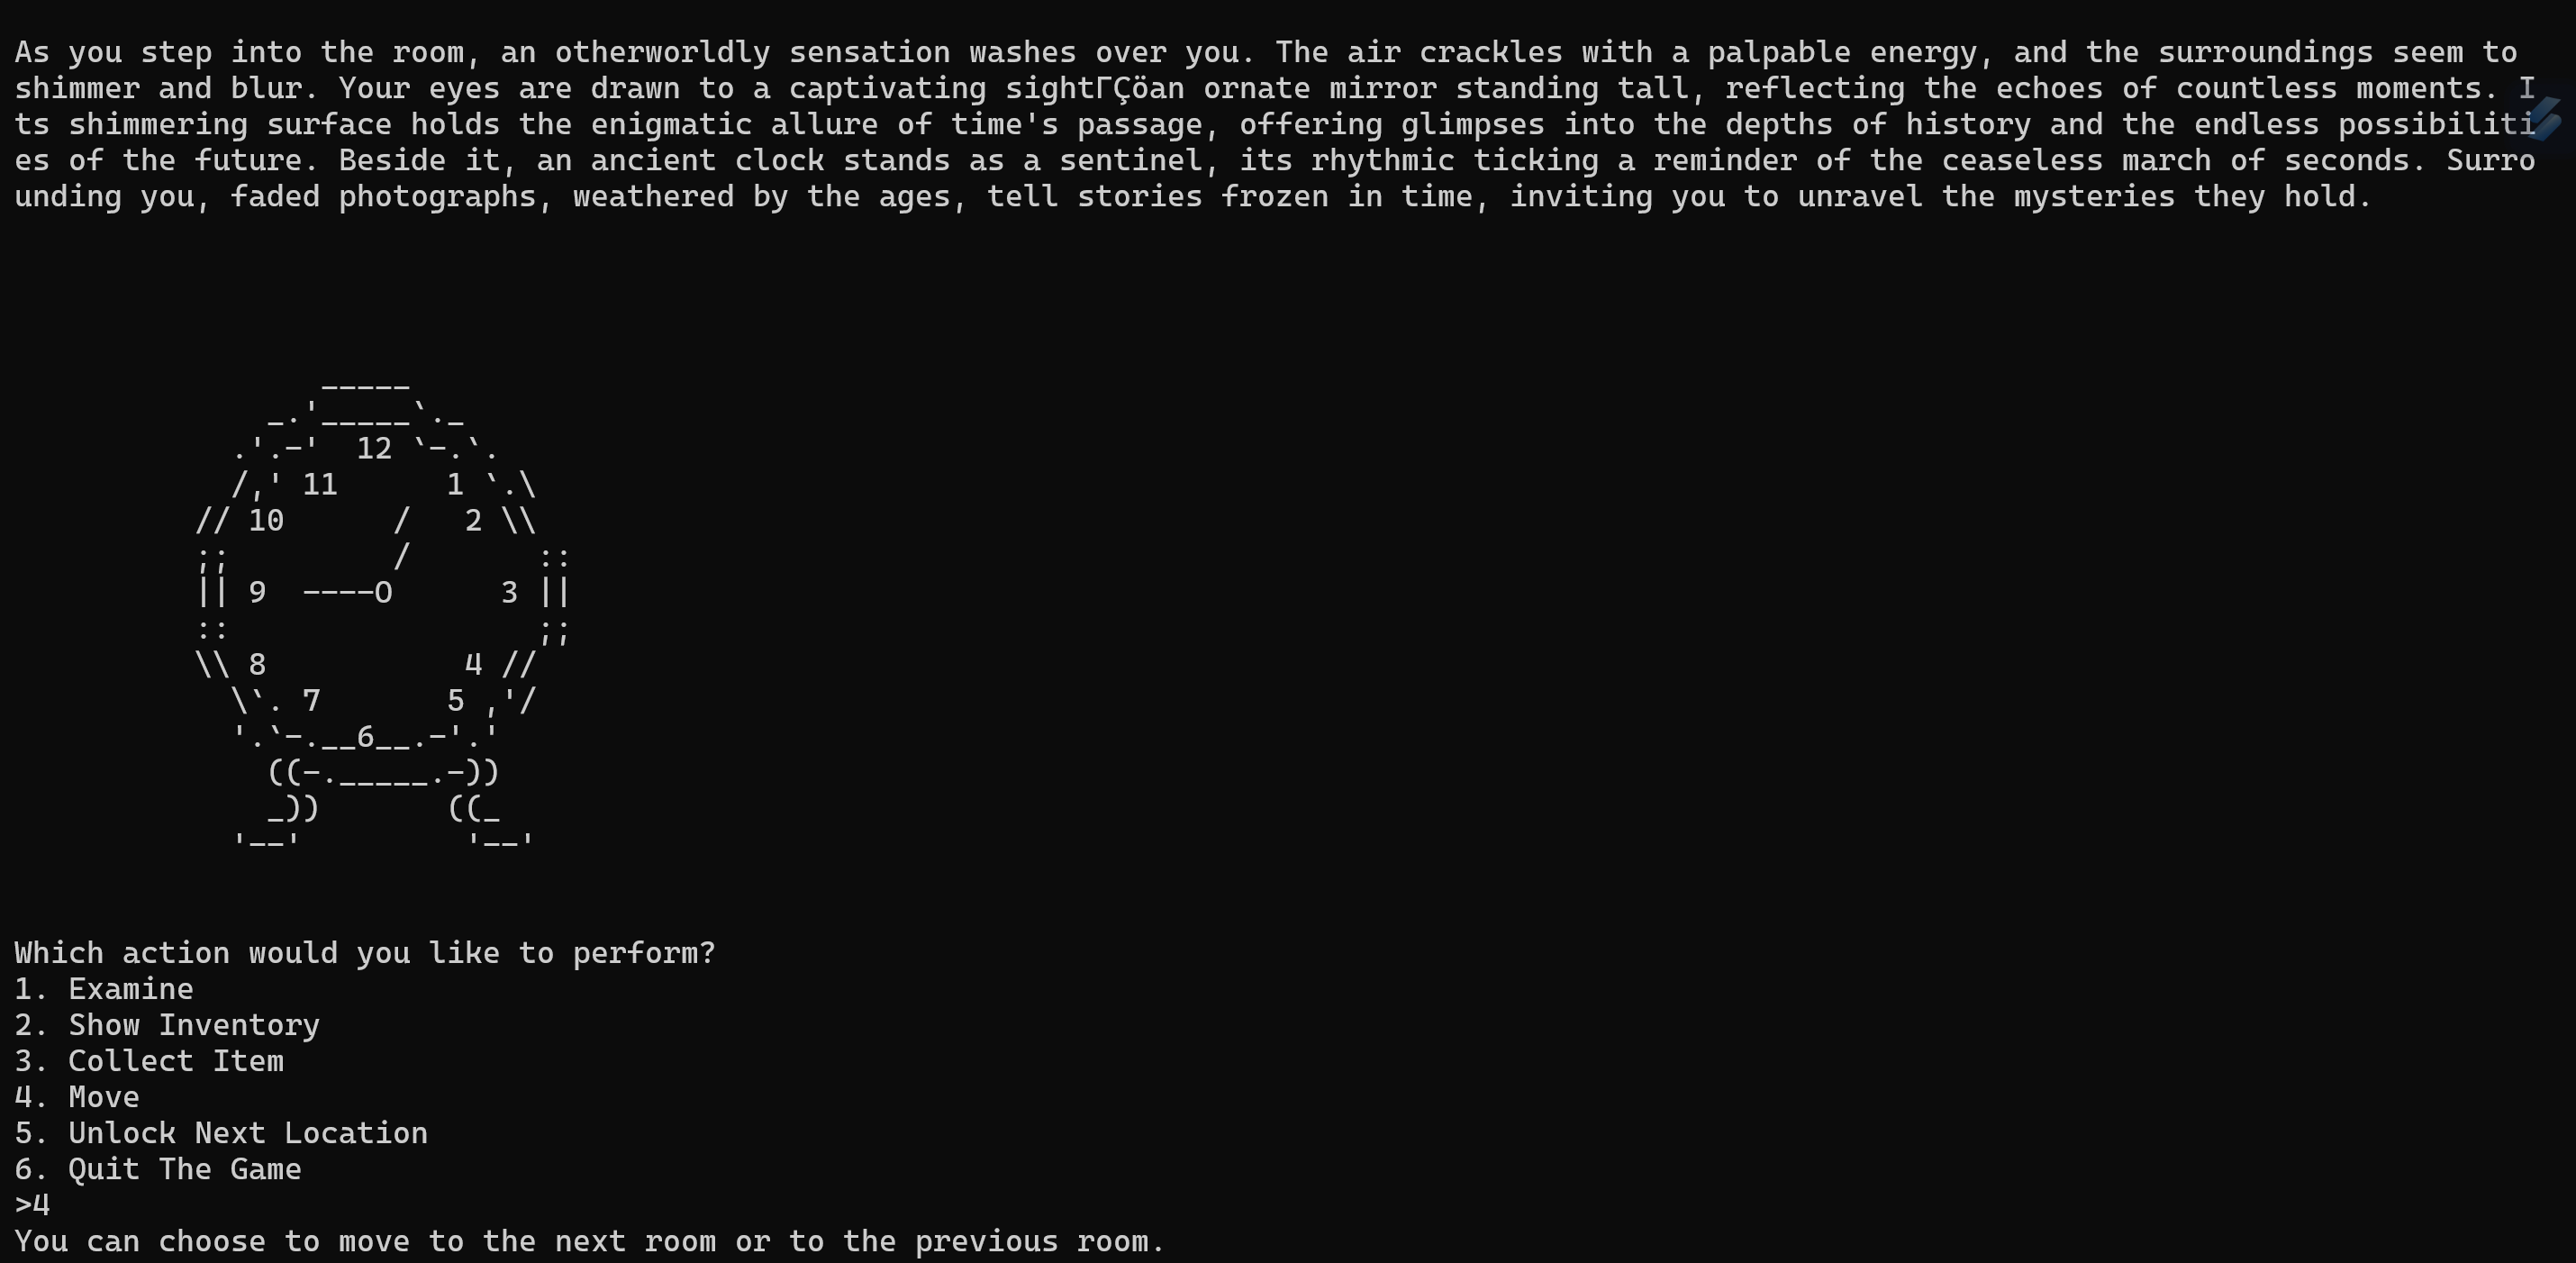 As you step into the room, an otherworldly sensation washes over you. The air crackles with a palpable energy, and the surroundings seem to
shimmer and blur. Your eyes are drawn to a captivating sightΓÇöan ornate mirror standing tall, reflecting the echoes of countless moments. I
ts shimmering surface holds the enigmatic allure of time's passage, offering glimpses into the depths of history and the endless possibiliti
es of the future. Beside it, an ancient clock stands as a sentinel, its rhythmic ticking a reminder of the ceaseless march of seconds. Surro
unding you, faded photographs, weathered by the ages, tell stories frozen in time, inviting you to unravel the mysteries they hold.
12
11 1
10 2
9 3
8 4
7 5
6
Which action would you like to perform?
1. Examine
2. Show Inventory
3. Collect Item
4. Move
5. Unlock Next Location
6. Quit The Game
>4
You can choose to move to the next room or to the previous room.